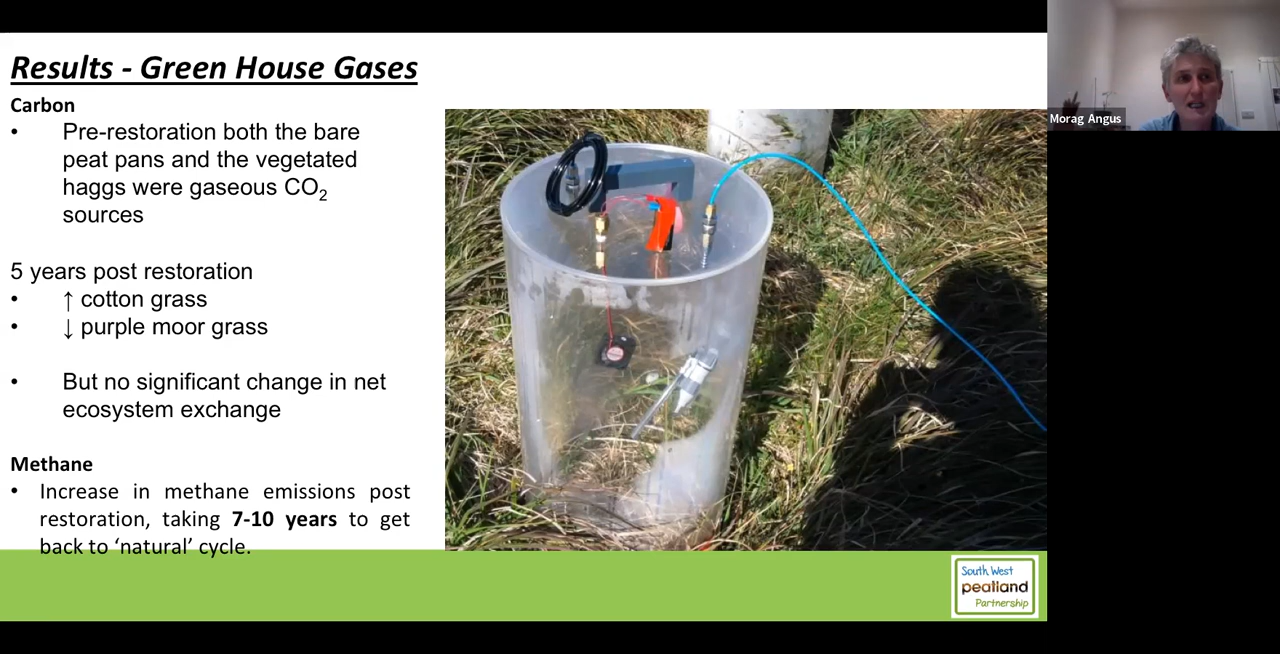 Results - Green House Gases
Carbon
• Pre-restoration both the bare
peat pans and the vegetated
haggs were gaseous CO₂
sources
5 years post restoration
• ↑ cotton grass
• ↓ purple moor grass
• But no significant change in net
ecosystem exchange
Methane
• Increase in methane emissions post
restoration, taking 7-10 years to get
back to ‘natural’ cycle.
Morag Angus
South West
peatland
Partnership